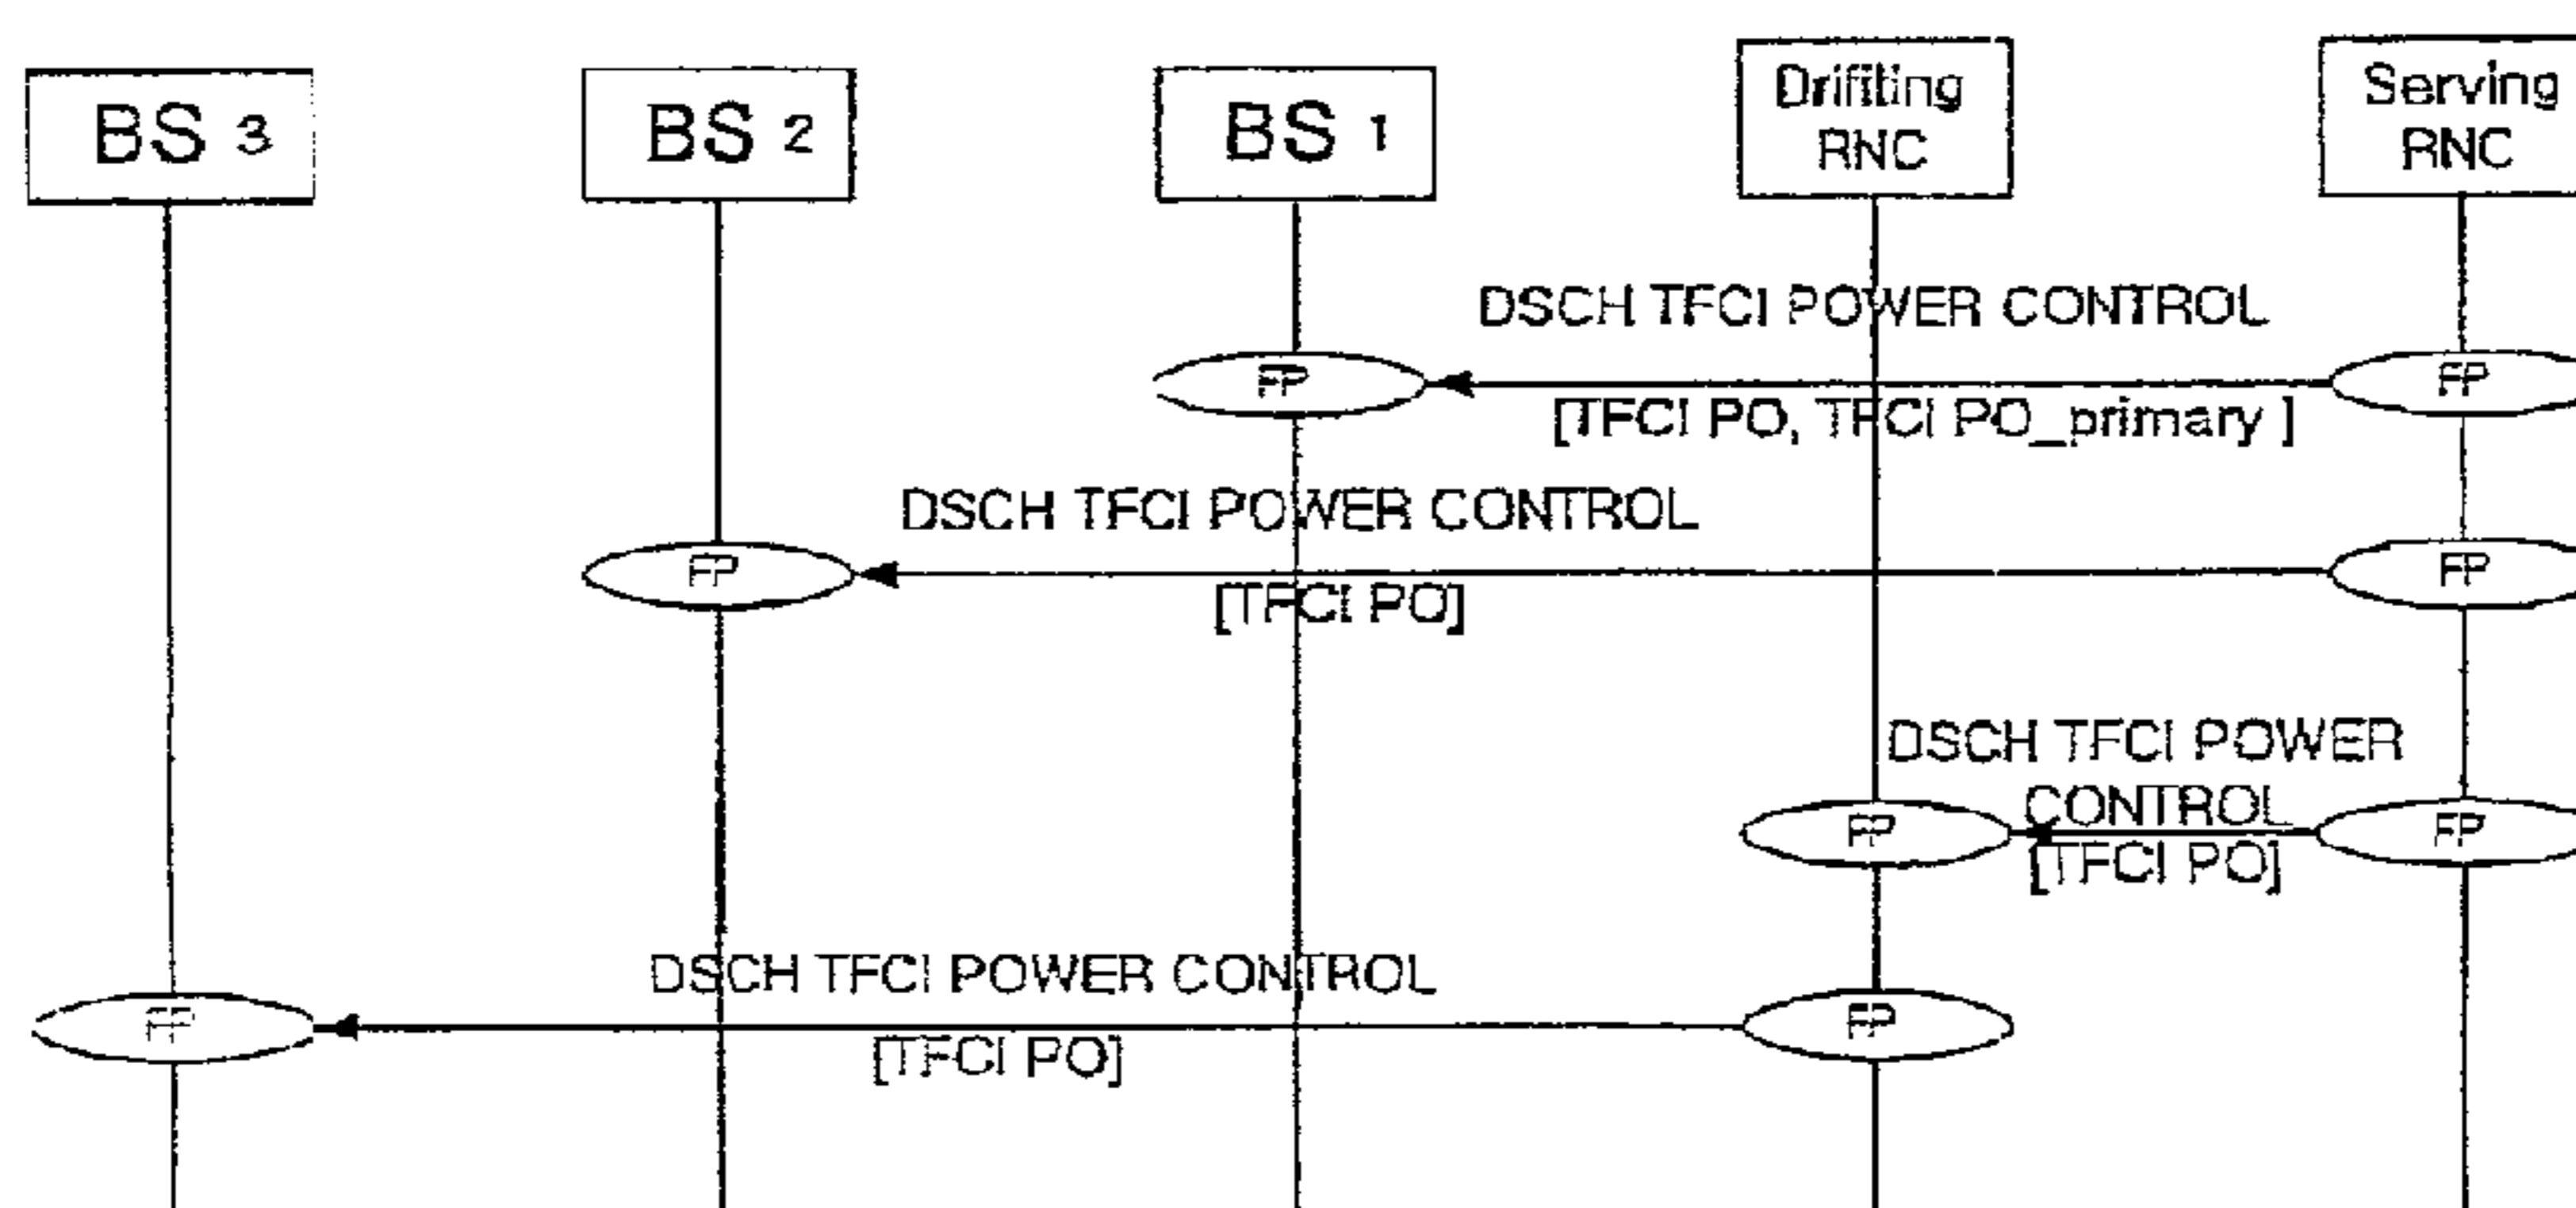 BS 3
BS 2
BS 1
Drifiting
RNC
Serving
RNC
DSCH TFCI POWER CONTROL
FP
FP
[TFCI PO, TFCI PO_primary ]
DSCH TFCI POWER CONTROL
FP
FP
[TFCI PO]
DSCH TFCI POWER
CONTROL
FP
FP
[TFCI PO]
DSCH TFCI POWER CONTROL
FP
FP
[TFCI PO]